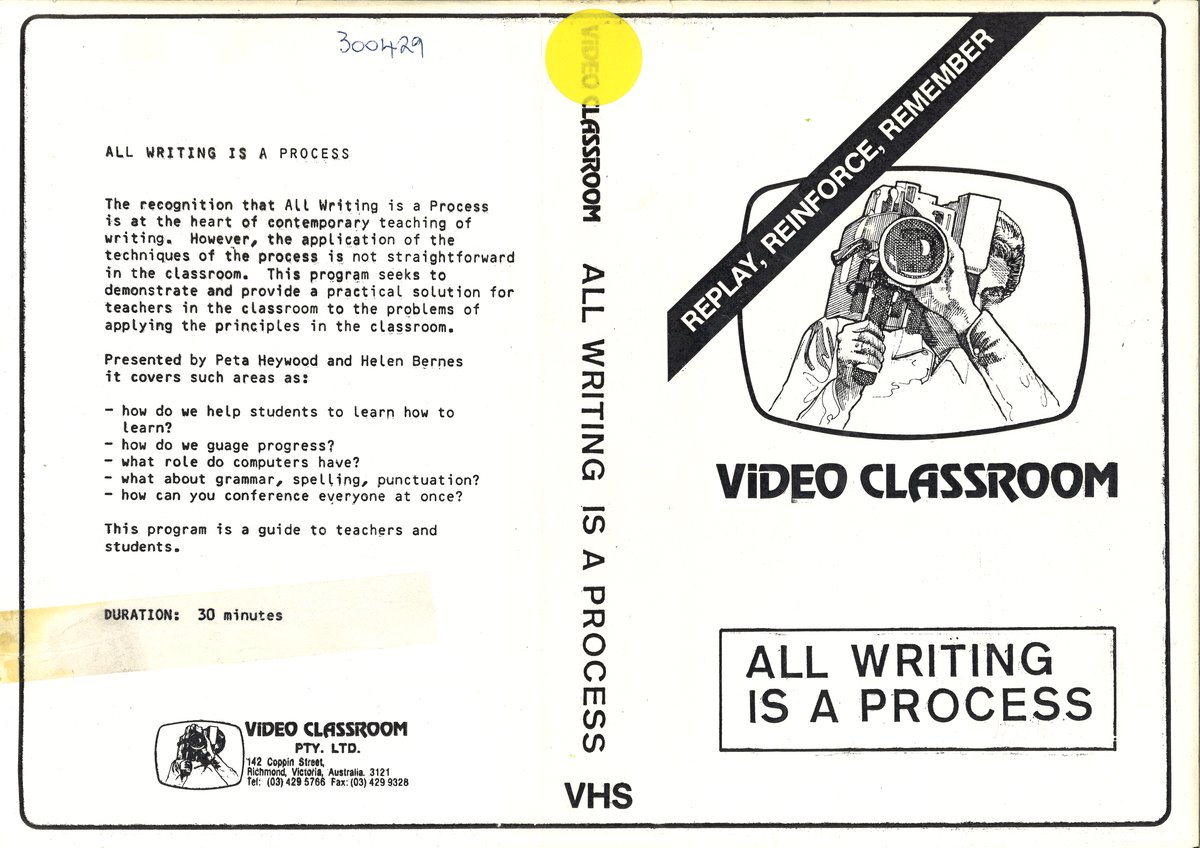 300429
ALL WRITING IS A PROCESS
The recognition that All Writing is a Process
is at the heart of contemporary teaching of
writing. However, the application of the
techniques of the process is not straightforward
in the classroom. This program seeks to
demonstrate and provide a practical solution for
teachers in the classroom to the problems of
applying the principles in the classroom.
Presented by Peta Heywood and Helen Bernes
it covers such areas as:
- how do we help students to learn how to
learn?
- how do we guage progress?
- what role do computers have?
- what about grammar, spelling, punctuation?
- how can you conference everyone at once?
This program is a guide to teachers and
students.
DURATION: 30 minutes
ViDEO CLASSROOM
PTY. LTD.
142 Coppin Street,
Richmond, Victoria, Australia. 3121
Tel: (03) 429 5766 Fax: (03) 429 9328
ViDEO CLASSROOM ALL WRITING IS A PROCESS
VHS
REPLAY, REINFORCE, REMEMBER
ViDEO CLASSROOM
ALL WRITING
IS A PROCESS